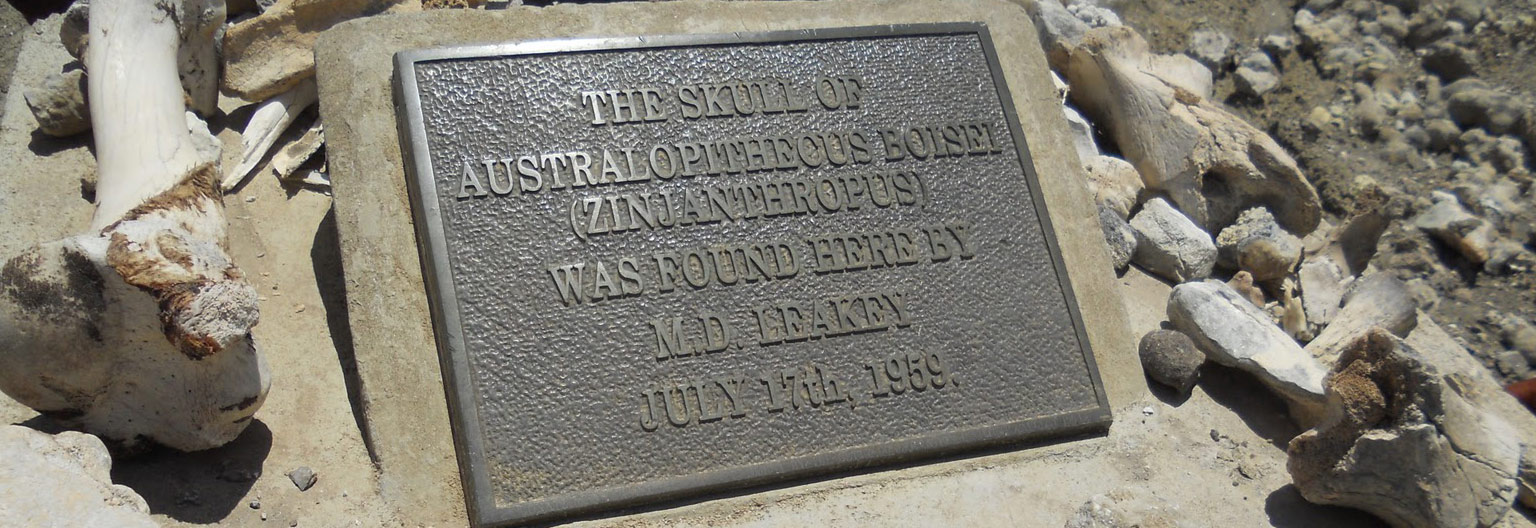 THE SKULL OF
AUSTRALOPITHECUS BOISEI
(ZINJANTHROPUS)
WAS FOUND HERE BY
M.D. LEAKEY
JULY 17th, 1959.